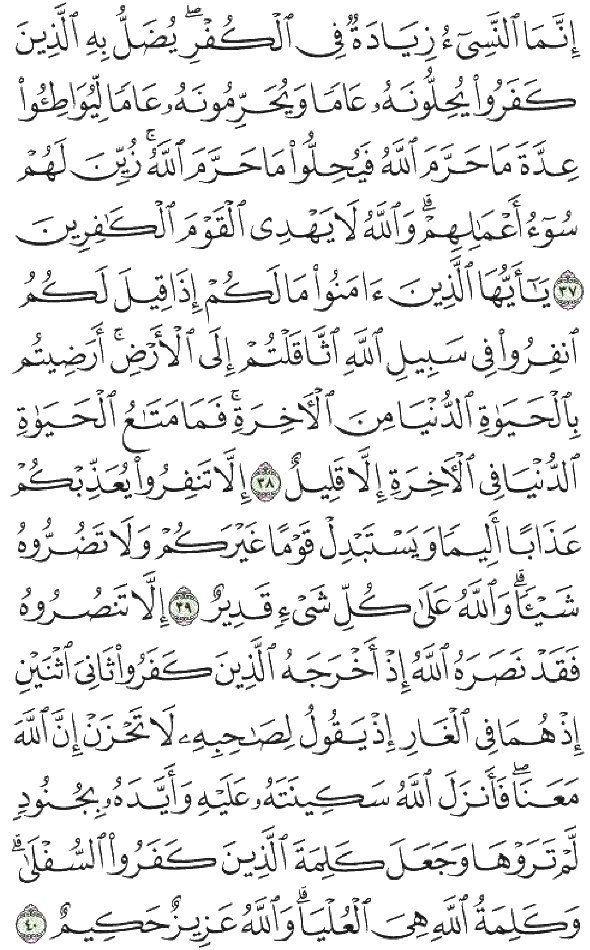 إِنَّمَا ٱلنَّسِىٓءُ زِيَادَةٌ فِى ٱلْكُفْرِ ۖ يُضَلُّ بِهِ ٱلَّذِينَ
كَفَرُوا۟ يُحِلُّونَهُۥ عَامًا وَيُحَرِّمُونَهُۥ عَامًا لِّيُوَاطِـُٔوا۟
عِدَّةَ مَا حَرَّمَ ٱللَّهُ فَيُحِلُّوا۟ مَا حَرَّمَ ٱللَّهُ ۚ زُيِّنَ لَهُمْ
سُوٓءُ أَعْمَـٰلِهِمْ ۗ وَٱللَّهُ لَا يَهْدِى ٱلْقَوْمَ ٱلْكَـٰفِرِينَ
٣٧ يَـٰٓأَيُّهَا ٱلَّذِينَ ءَامَنُوا۟ مَا لَكُمْ إِذَا قِيلَ لَكُمُ
ٱنفِرُوا۟ فِى سَبِيلِ ٱللَّهِ ٱثَّاقَلْتُمْ إِلَى ٱلْأَرْضِ ۚ أَرَضِيتُم
بِٱلْحَيَوٰةِ ٱلدُّنْيَا مِنَ ٱلْـَٔاخِرَةِ ۚ فَمَا مَتَـٰعُ ٱلْحَيَوٰةِ
ٱلدُّنْيَا فِى ٱلْـَٔاخِرَةِ إِلَّا قَلِيلٌ ٣٨ إِلَّا تَنفِرُوا۟ يُعَذِّبْكُمْ
عَذَابًا أَلِيمًا وَيَسْتَبْدِلْ قَوْمًا غَيْرَكُمْ وَلَا تَضُرُّوهُ
شَيْـًٔا ۗ وَٱللَّهُ عَلَىٰ كُلِّ شَىْءٍ قَدِيرٌ ٣٩ إِلَّا تَنصُرُوهُ
فَقَدْ نَصَرَهُ ٱللَّهُ إِذْ أَخْرَجَهُ ٱلَّذِينَ كَفَرُوا۟ ثَانِىَ ٱثْنَيْنِ
إِذْ هُمَا فِى ٱلْغَارِ إِذْ يَقُولُ لِصَـٰحِبِهِۦ لَا تَحْزَنْ إِنَّ ٱللَّهَ
مَعَنَا ۖ فَأَنزَلَ ٱللَّهُ سَكِينَتَهُۥ عَلَيْهِ وَأَيَّدَهُۥ بِجُنُودٍ
لَّمْ تَرَوْهَا وَجَعَلَ كَلِمَةَ ٱلَّذِينَ كَفَرُوا۟ ٱلسُّفْلَىٰ ۗ
وَكَلِمَةُ ٱللَّهِ هِىَ ٱلْعُلْيَا ۗ وَٱللَّهُ عَزِيزٌ حَكِيمٌ ٤٠